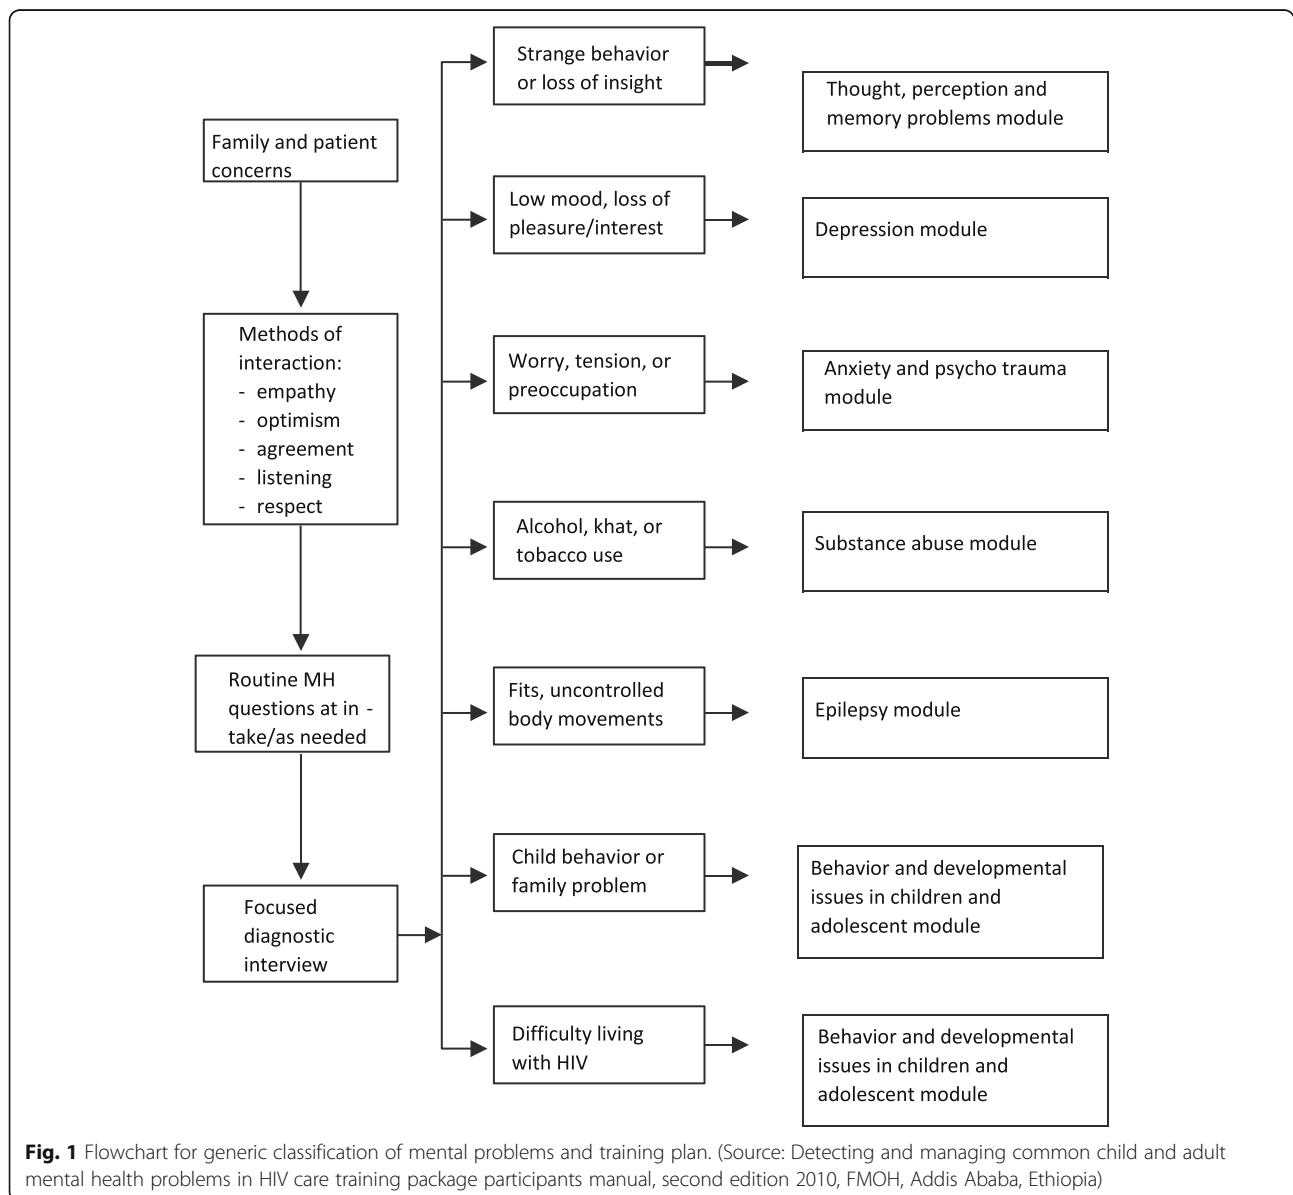 Family and patient
concerns
Methods of
interaction:
- empathy
- optimism
- agreement
- listening
- respect
Routine MH
questions at in -
take/as needed
Focused
diagnostic
interview
Strange behavior
or loss of insight
Thought, perception and
memory problems module
Low mood, loss of
pleasure/interest
Depression module
Worry, tension, or
preoccupation
Anxiety and psycho trauma
module
Alcohol, khat, or
tobacco use
Substance abuse module
Fits, uncontrolled
body movements
Epilepsy module
Child behavior or
family problem
Behavior and developmental
issues in children and
adolescent module
Difficulty living
with HIV
Behavior and developmental
issues in children and
adolescent module
Fig. 1 Flowchart for generic classification of mental problems and training plan. (Source: Detecting and managing common child and adult
mental health problems in HIV care training package participants manual, second edition 2010, FMOH, Addis Ababa, Ethiopia)